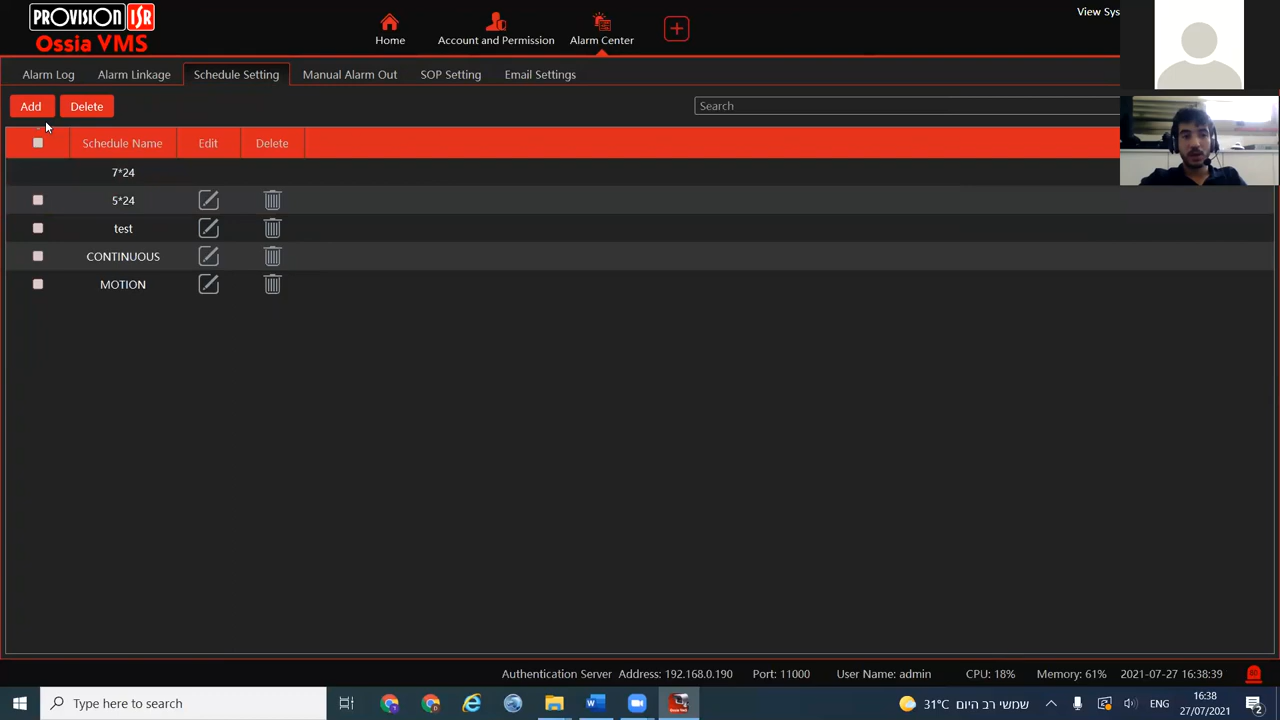 PROVISION ISR
Ossia VMS
Home
Account and Permission
Alarm Center
View Sys
Alarm Log
Alarm Linkage
Schedule Setting
Manual Alarm Out
SOP Setting
Email Settings
Add
Delete
Search
Schedule Name
Edit
Delete
7*24
5*24
test
CONTINUOUS
MOTION
Authentication Server Address: 192.168.0.190 Port: 11000 User Name: admin CPU: 18% Memory: 61% 2021-07-27 16:38:39
Type here to search
31°C שמשי רב היום
ENG
16:38
27/07/2021
2